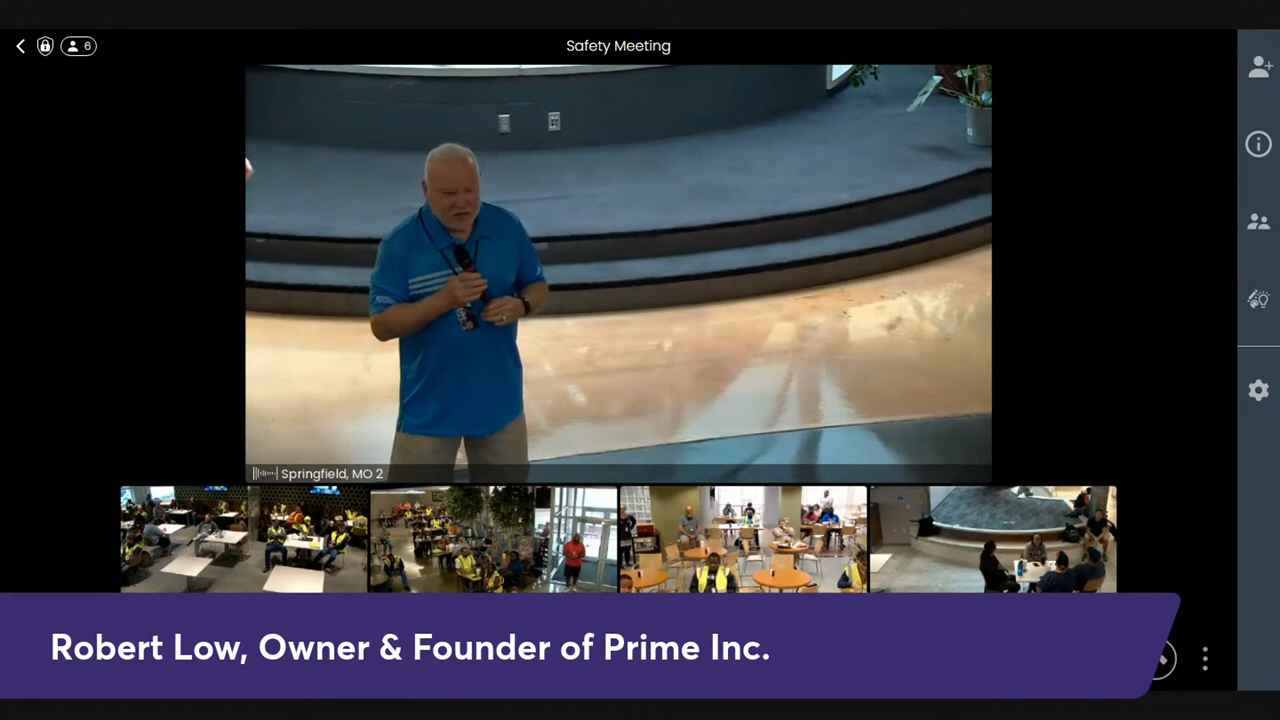 6
Safety Meeting
Springfield, MO 2
Robert Low, Owner & Founder of Prime Inc.